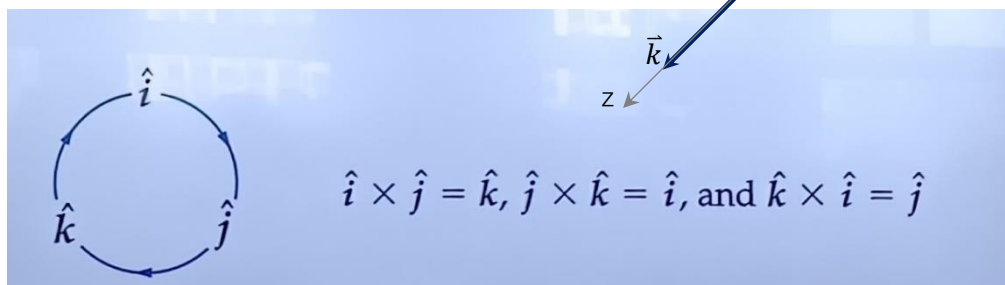 k⃗
z
î
î × ĵ = k̂, ĵ × k̂ = î, and k̂ × î = ĵ
k̂ ĵ